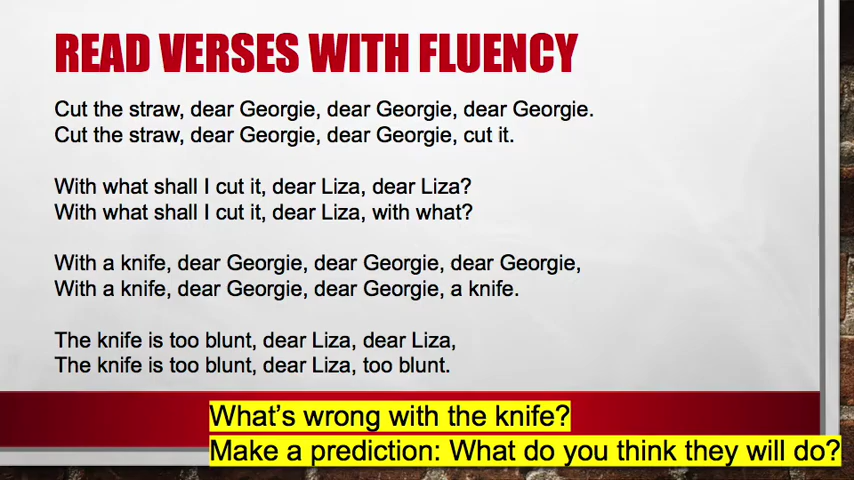 READ VERSES WITH FLUENCY
Cut the straw, dear Georgie, dear Georgie, dear Georgie.
Cut the straw, dear Georgie, dear Georgie, cut it.
With what shall I cut it, dear Liza, dear Liza?
With what shall I cut it, dear Liza, with what?
With a knife, dear Georgie, dear Georgie, dear Georgie,
With a knife, dear Georgie, dear Georgie, a knife.
The knife is too blunt, dear Liza, dear Liza,
The knife is too blunt, dear Liza, too blunt.
What’s wrong with the knife?
Make a prediction: What do you think they will do?